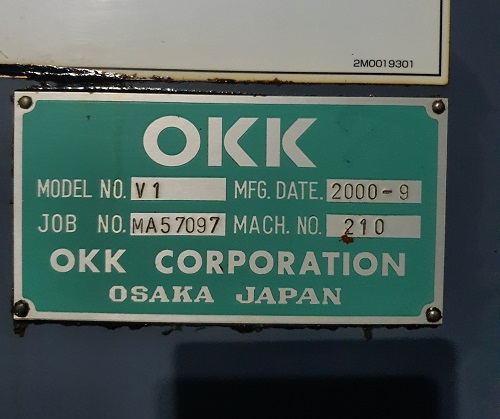 2M0019301
OKK
MODEL NO. V1 MFG. DATE. 2000-9
JOB NO. MA57097 MACH. NO. 210
OKK CORPORATION
OSAKA JAPAN